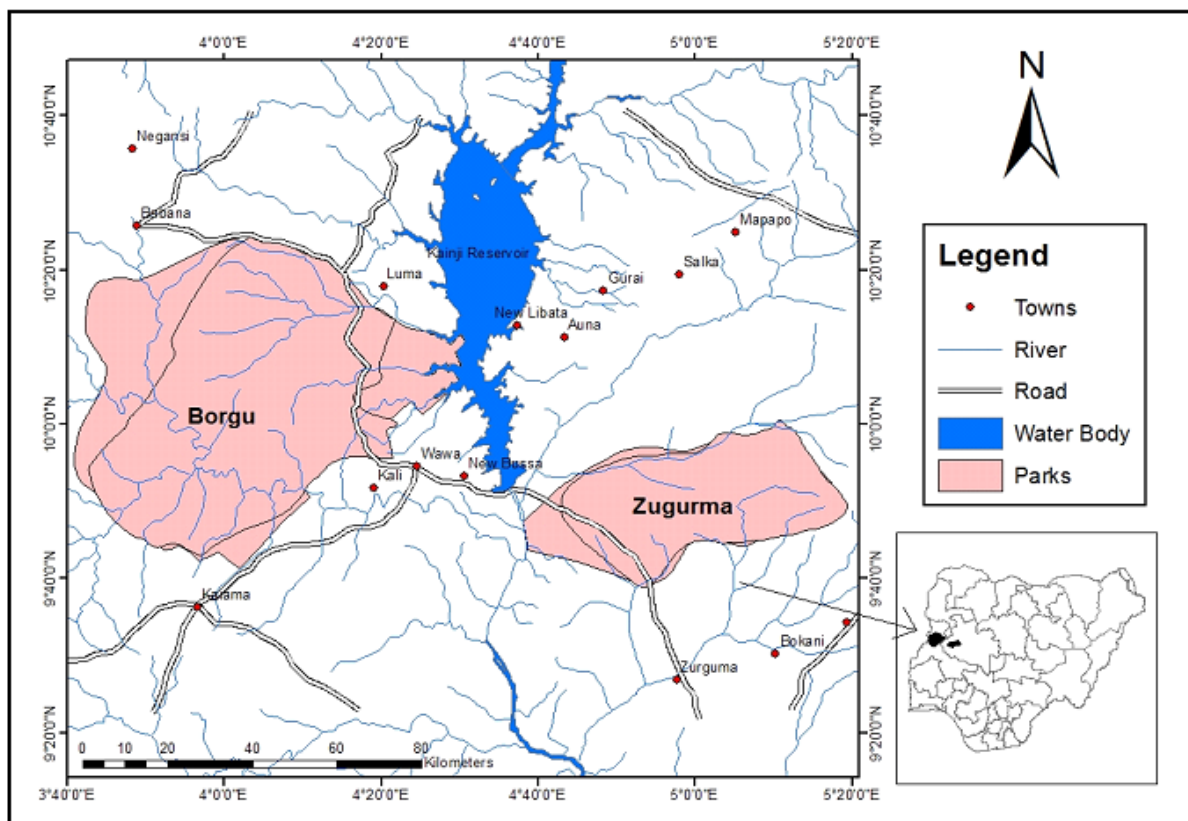 4°0'0"E
4°20'0"E
4°40'0"E
5°0'0"E
5°20'0"E
10°40'0"N
10°40'0"N
Negansi
Babana
Mapapo
10°20'0"N
Kainji Reservoir
Salka
10°20'0"N
Luma
Gurai
New Libata
Auna
10°0'0"N
Borgu
10°0'0"N
Wawa
New Bussa
Kali
Zugurma
9°40'0"N
9°40'0"N
Kaiama
Bokani
Zurguma
9°20'0"N
9°20'0"N
0 10 20 40 60 80
Kilometers
3°40'0"E
4°0'0"E
4°20'0"E
4°40'0"E
5°0'0"E
5°20'0"E
N
Legend
Towns
River
Road
Water Body
Parks